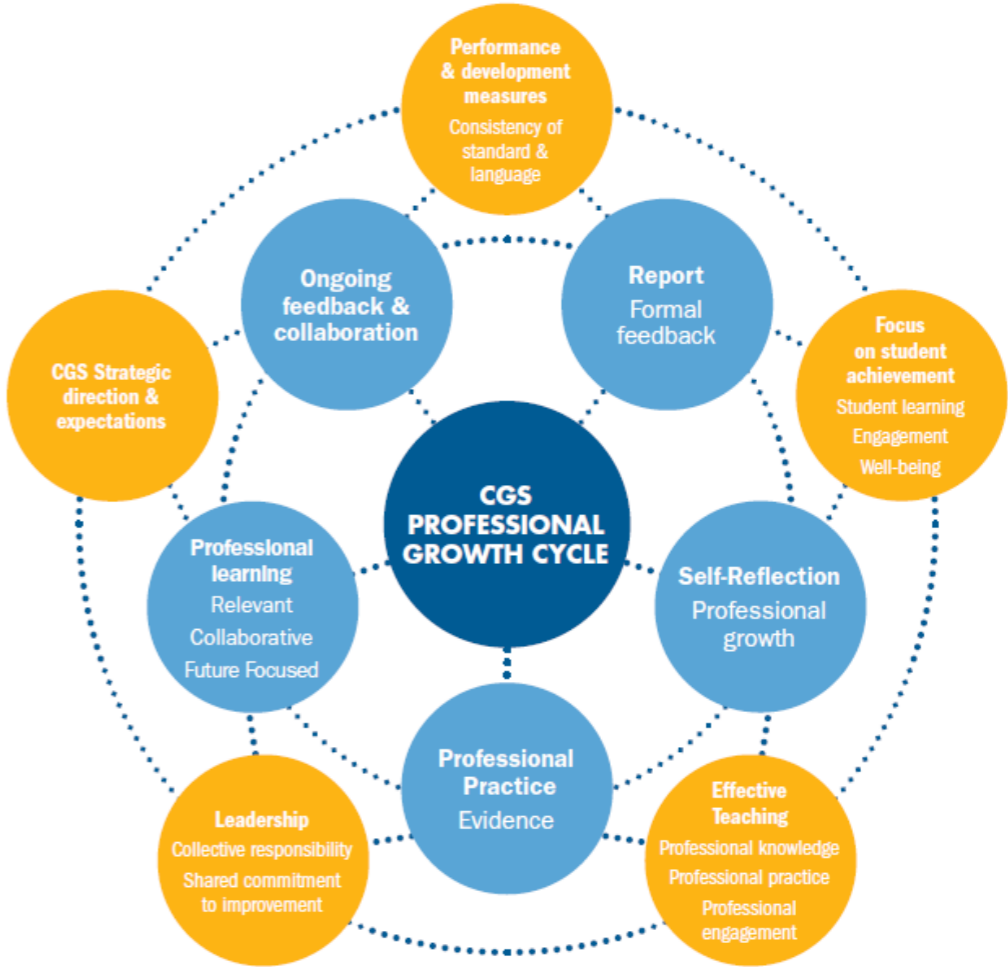 Performance
& development
measures
Consistency of
standard &
language
Ongoing
feedback &
collaboration
Report
Formal
feedback
CGS Strategic
direction &
expectations
Focus
on student
achievement
Student learning
Engagement
Well-being
CGS
PROFESSIONAL
GROWTH CYCLE
Professional
learning
Relevant
Collaborative
Future Focused
Self-Reflection
Professional
growth
Professional
Practice
Evidence
Leadership
Collective responsibility
Shared commitment
to improvement
Effective
Teaching
Professional knowledge
Professional practice
Professional
engagement